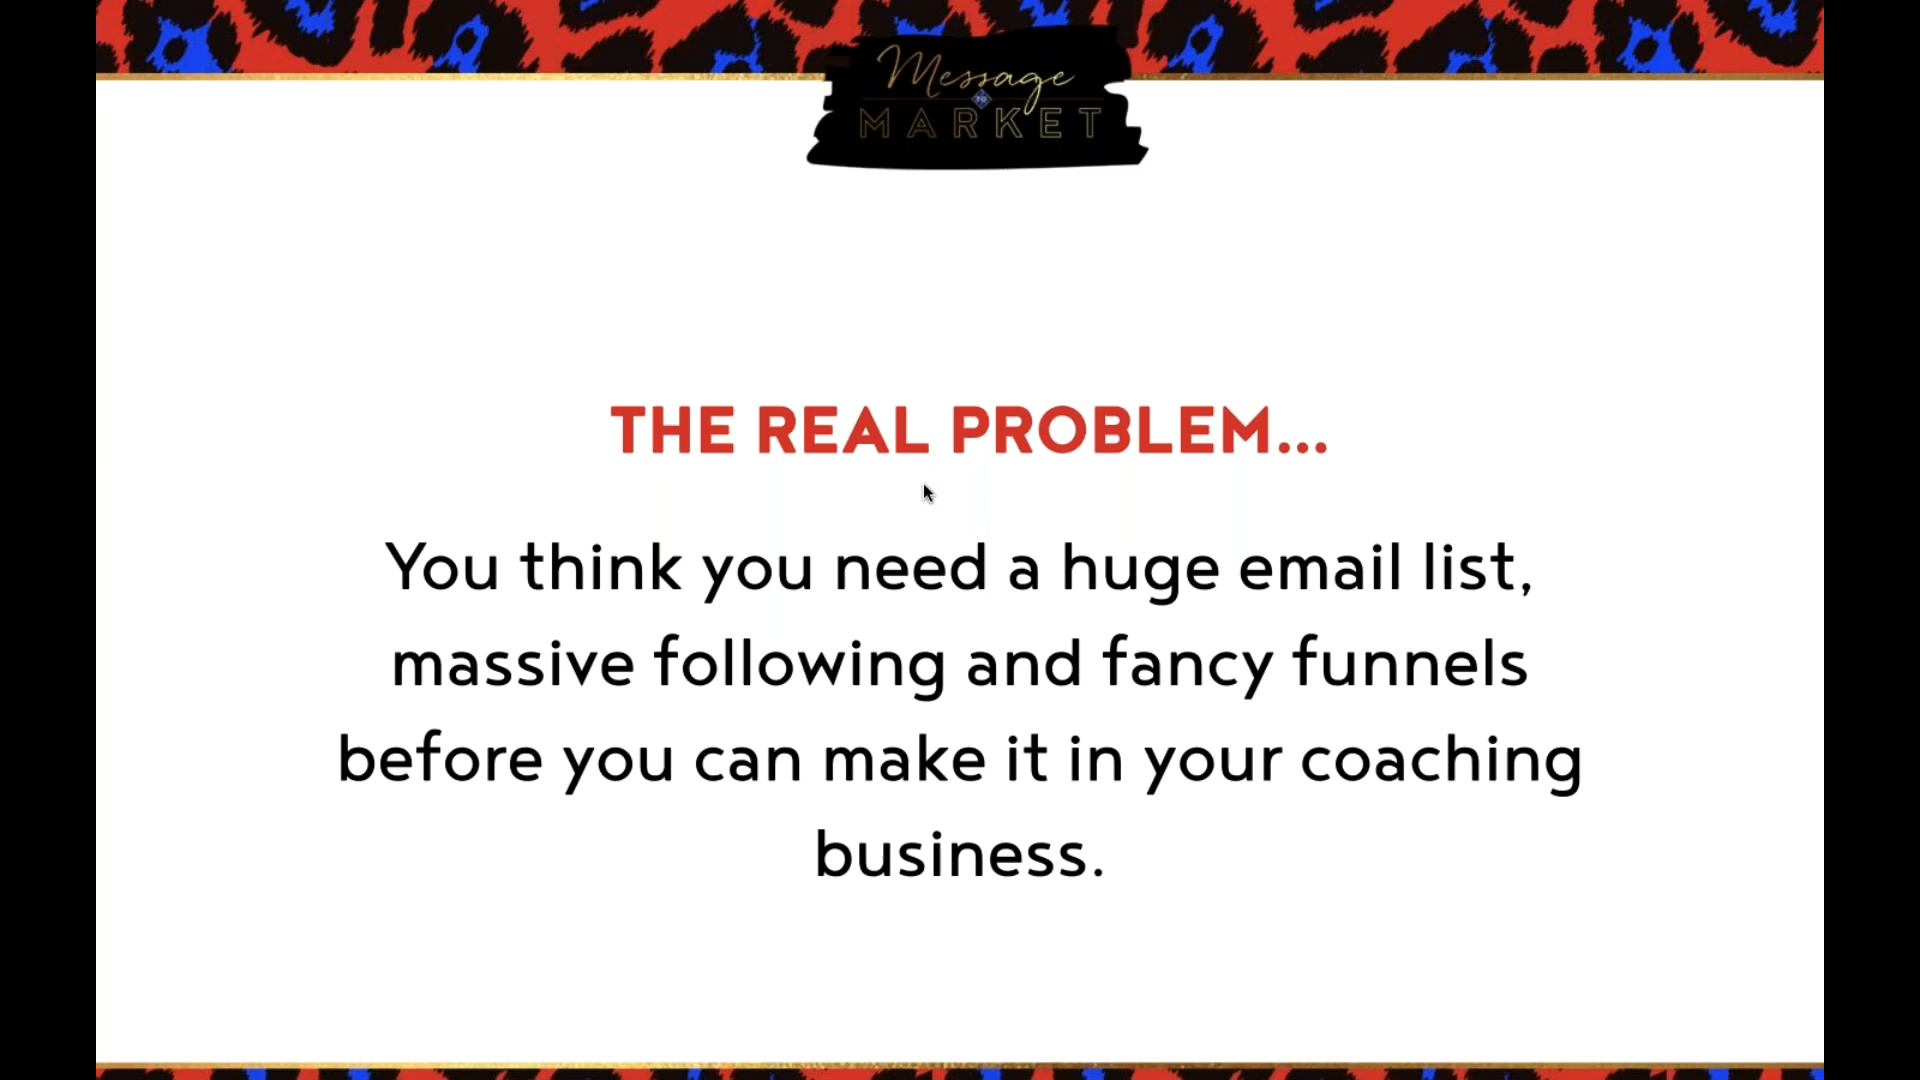 Message
TO
MARKET
THE REAL PROBLEM...
You think you need a huge email list,
massive following and fancy funnels
before you can make it in your coaching
business.